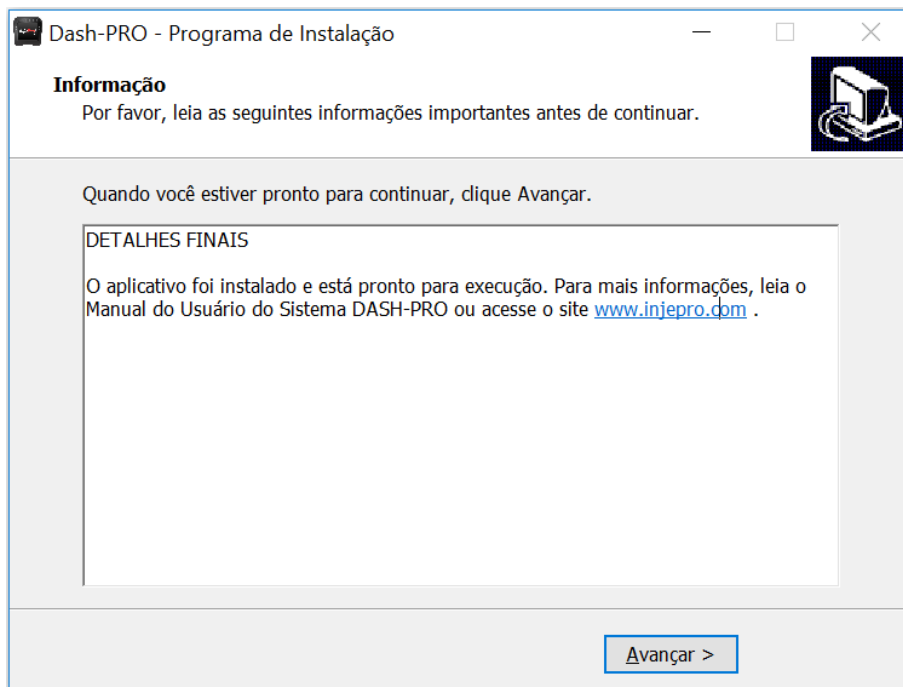 Dash-PRO - Programa de Instalação
Informação
Por favor, leia as seguintes informações importantes antes de continuar.
Quando você estiver pronto para continuar, clique Avançar.
DETALHES FINAIS
O aplicativo foi instalado e está pronto para execução. Para mais informações, leia o
Manual do Usuário do Sistema DASH-PRO ou acesse o site www.injepro.com .
Avançar >